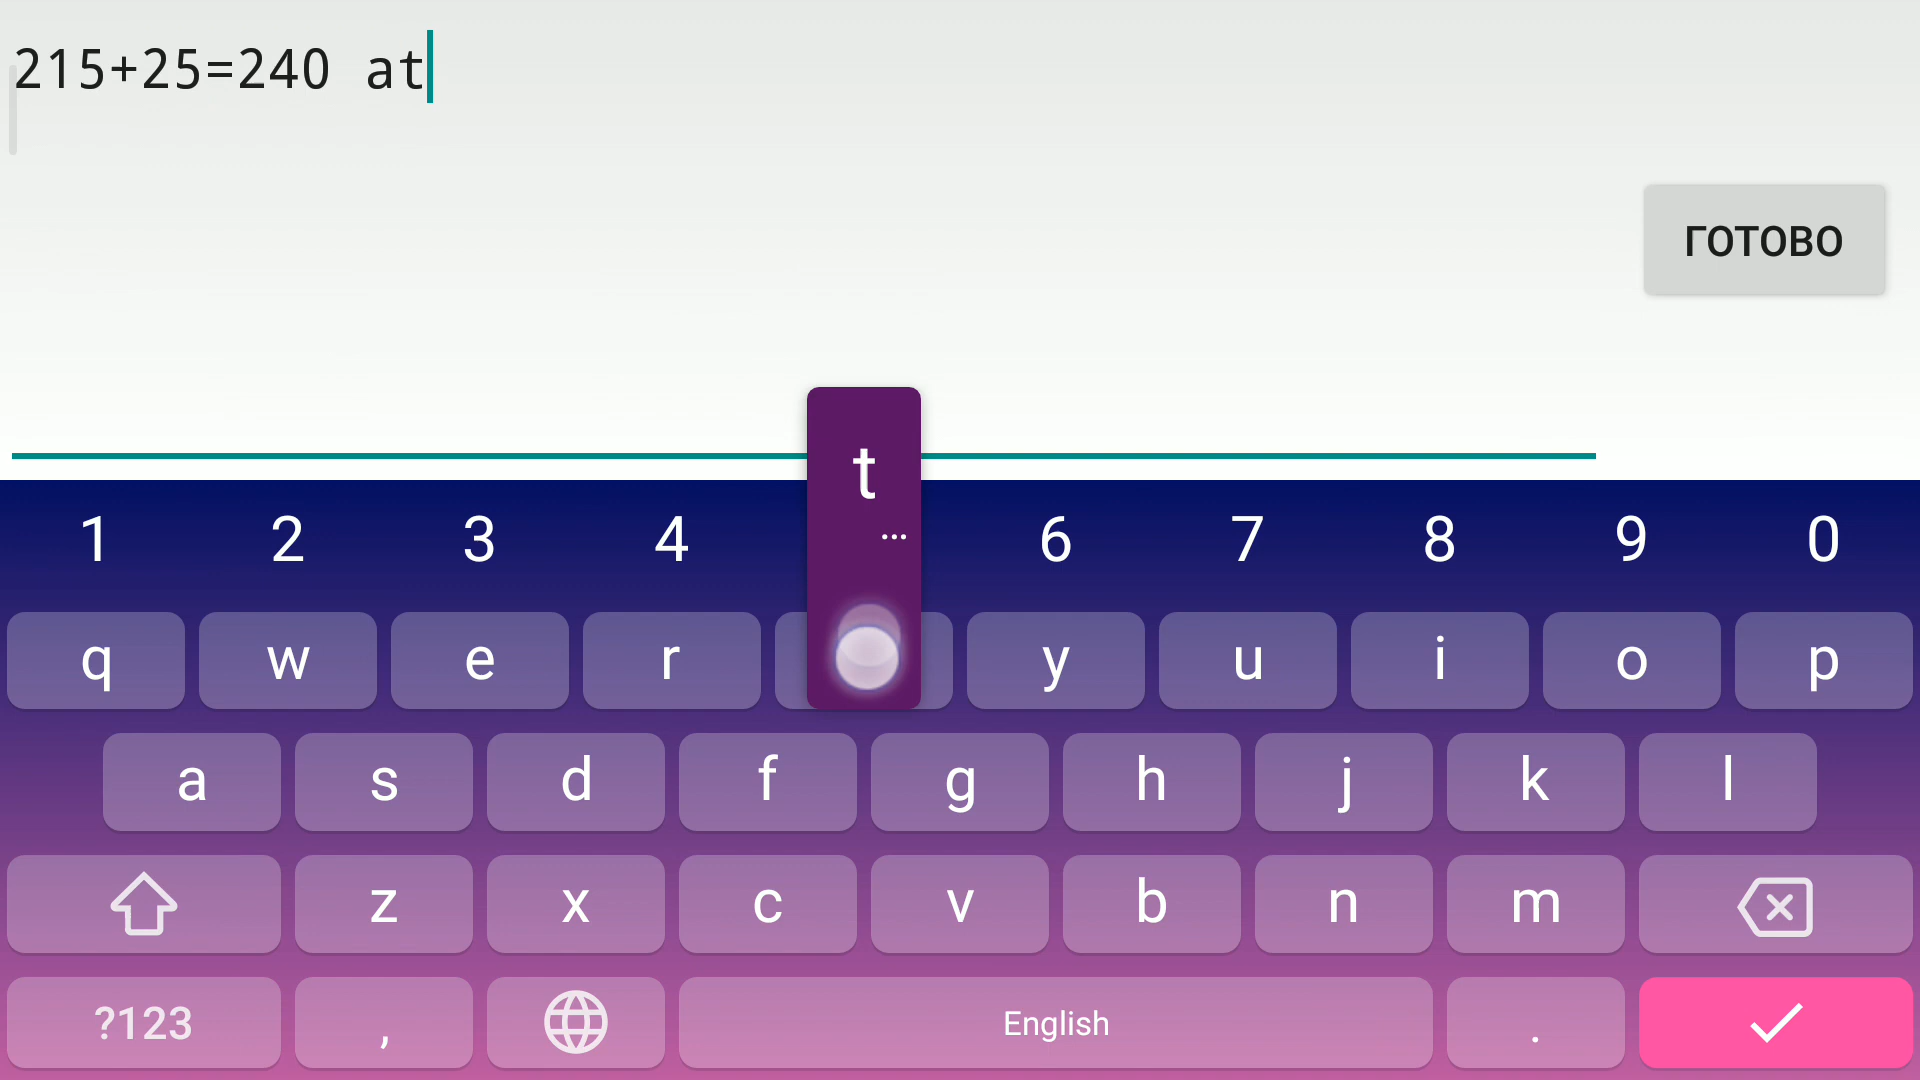 215+25=240 at
ГОТОВО
t
...
1 2 3 4 6 7 8 9 0
q w e r y u i o p
a s d f g h j k l
z x c v b n m
?123 , English .